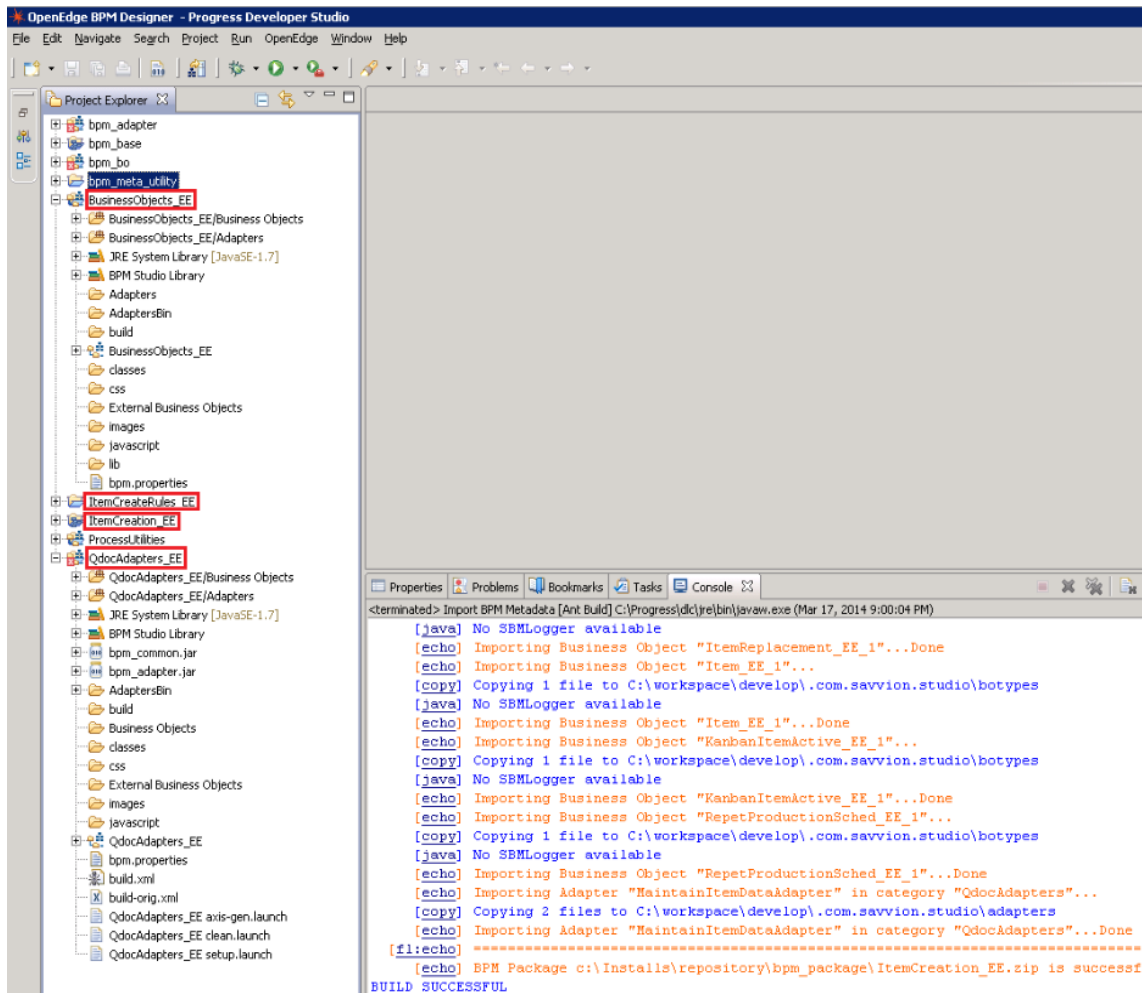 OpenEdge BPM Designer - Progress Developer Studio
File Edit Navigate Search Project Run OpenEdge Window Help
Project Explorer
bpm_adapter
bpm_base
bpm_bo
bpm_meta_utility
BusinessObjects_EE
BusinessObjects_EE/Business Objects
BusinessObjects_EE/Adapters
JRE System Library [JavaSE-1.7]
BPM Studio Library
Adapters
AdaptersBin
build
BusinessObjects_EE
classes
css
External Business Objects
images
javascript
lib
bpm.properties
ItemCreateRules_EE
ItemCreation_EE
ProcessUtilities
QdocAdapters_EE
QdocAdapters_EE/Business Objects
QdocAdapters_EE/Adapters
JRE System Library [JavaSE-1.7]
BPM Studio Library
bpm_common.jar
bpm_adapter.jar
AdaptersBin
build
Business Objects
classes
css
External Business Objects
images
javascript
QdocAdapters_EE
bpm.properties
build.xml
build-orig.xml
QdocAdapters_EE axis-gen.launch
QdocAdapters_EE clean.launch
QdocAdapters_EE setup.launch
Properties Problems Bookmarks Tasks Console
<terminated> Import BPM Metadata [Ant Build] C:\Progress\dlc\jre\bin\javaw.exe (Mar 17, 2014 9:00:04 PM)
[java] No SBMLogger available
[echo] Importing Business Object "ItemReplacement_EE_1"...Done
[echo] Importing Business Object "Item_EE_1"...
[copy] Copying 1 file to C:\workspace\develop\.com.savvion.studio\botypes
[java] No SBMLogger available
[echo] Importing Business Object "Item_EE_1"...Done
[echo] Importing Business Object "KanbanItemActive_EE_1"...
[copy] Copying 1 file to C:\workspace\develop\.com.savvion.studio\botypes
[java] No SBMLogger available
[echo] Importing Business Object "KanbanItemActive_EE_1"...Done
[echo] Importing Business Object "RepetProductionSched_EE_1"...
[copy] Copying 1 file to C:\workspace\develop\.com.savvion.studio\botypes
[java] No SBMLogger available
[echo] Importing Business Object "RepetProductionSched_EE_1"...Done
[echo] Importing Adapter "MaintainItemDataAdapter" in category "QdocAdapters"...
[copy] Copying 2 files to C:\workspace\develop\.com.savvion.studio\adapters
[echo] Importing Adapter "MaintainItemDataAdapter" in category "QdocAdapters"...Done
[fl:echo] ==========================================================================
[echo] BPM Package c:\Installs\repository\bpm_package\ItemCreation_EE.zip is successf
BUILD SUCCESSFUL